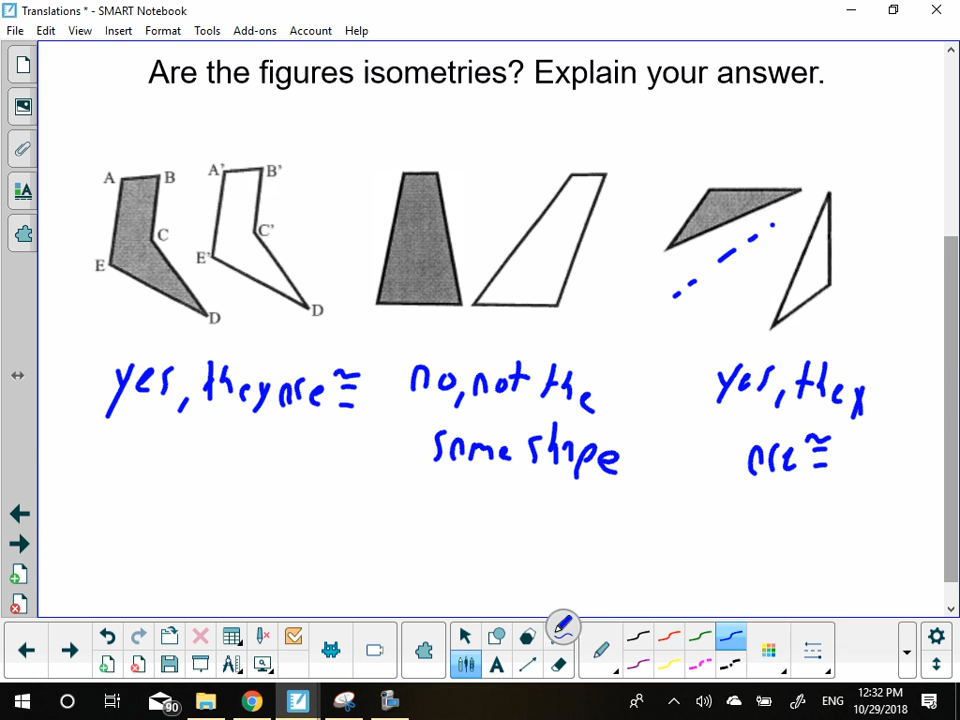 Translations * - SMART Notebook
File Edit View Insert Format Tools Add-ons Account Help
Are the figures isometries? Explain your answer.
A B A' B'
C C'
E E'
D D
yes, they are ≅ no, not the yes, they
same shape are ≅
A
A
90
ENG 12:32 PM
10/29/2018